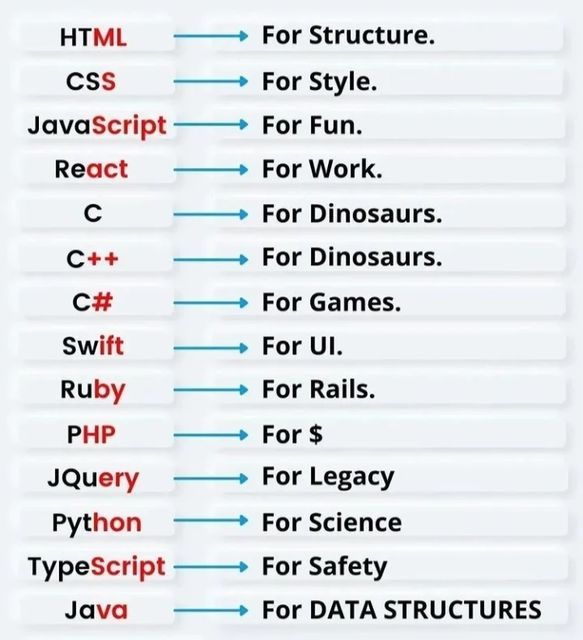 HTML For Structure.
CSS For Style.
JavaScript For Fun.
React For Work.
C For Dinosaurs.
C++ For Dinosaurs.
C# For Games.
Swift For UI.
Ruby For Rails.
PHP For $
JQuery For Legacy
Python For Science
TypeScript For Safety
Java For DATA STRUCTURES